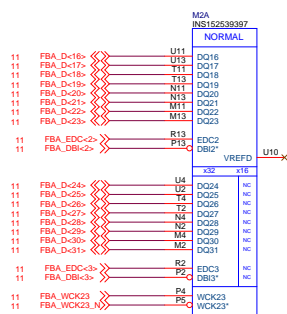 M2A
INS152539397
NORMAL
11 FBA_D<16> U11 DQ16
11 FBA_D<17> U13 DQ17
11 FBA_D<18> T11 DQ18
11 FBA_D<19> T13 DQ19
11 FBA_D<20> N11 DQ20
11 FBA_D<21> N13 DQ21
11 FBA_D<22> M11 DQ22
11 FBA_D<23> M13 DQ23
11 FBA_EDC<2> R13 EDC2
11 FBA_DBI<2> P13 DBI2*
VREFD U10
x32 x16
11 FBA_D<24> U4 DQ24 NC
11 FBA_D<25> U2 DQ25 NC
11 FBA_D<26> T4 DQ26 NC
11 FBA_D<27> T2 DQ27 NC
11 FBA_D<28> N4 DQ28 NC
11 FBA_D<29> N2 DQ29 NC
11 FBA_D<30> M4 DQ30 NC
11 FBA_D<31> M2 DQ31 NC
11 FBA_EDC<3> R2 EDC3 NC
11 FBA_DBI<3> P2 DBI3* NC
11 FBA_WCK23 P4 WCK23
11 FBA_WCK23_N P5 WCK23*